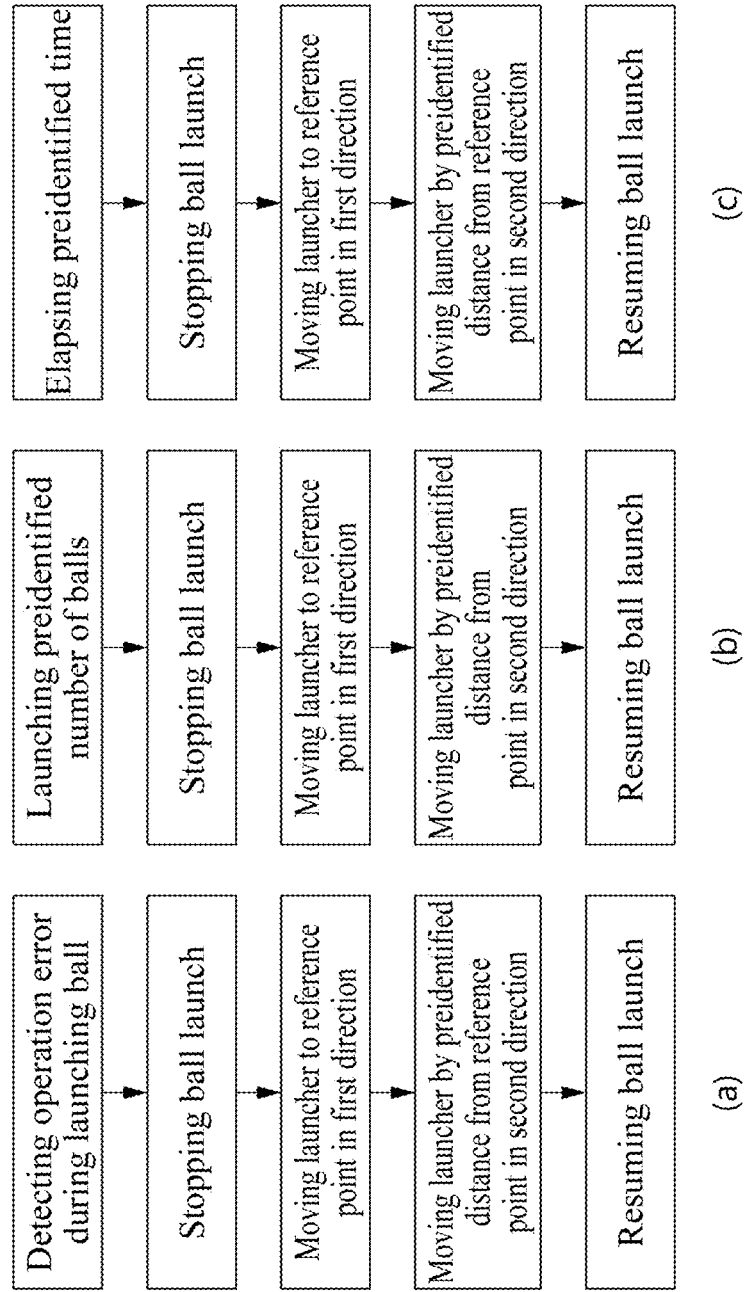 Detecting operation error
during launching ball
Stopping ball launch
Moving launcher to reference
point in first direction
Moving launcher by preidentified
distance from reference
point in second direction
Resuming ball launch
(a)
Launching preidentified
number of balls
Stopping ball launch
Moving launcher to reference
point in first direction
Moving launcher by preidentified
distance from
point in second direction
Resuming ball launch
(b)
Elapsing preidentified time
Stopping ball launch
Moving launcher to reference
point in first direction
Moving launcher by preidentified
distance from reference
point in second direction
Resuming ball launch
(c)